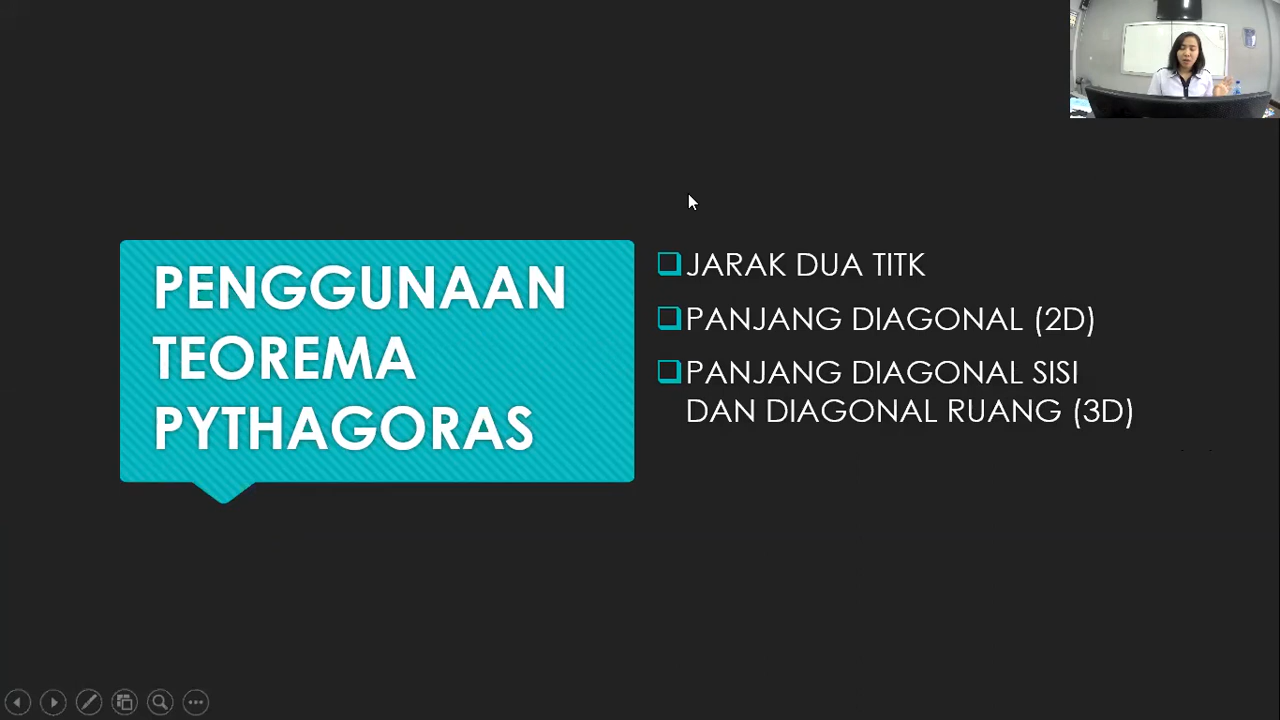 PENGGUNAAN
TEOREMA
PYTHAGORAS
JARAK DUA TITK
PANJANG DIAGONAL (2D)
PANJANG DIAGONAL SISI
DAN DIAGONAL RUANG (3D)